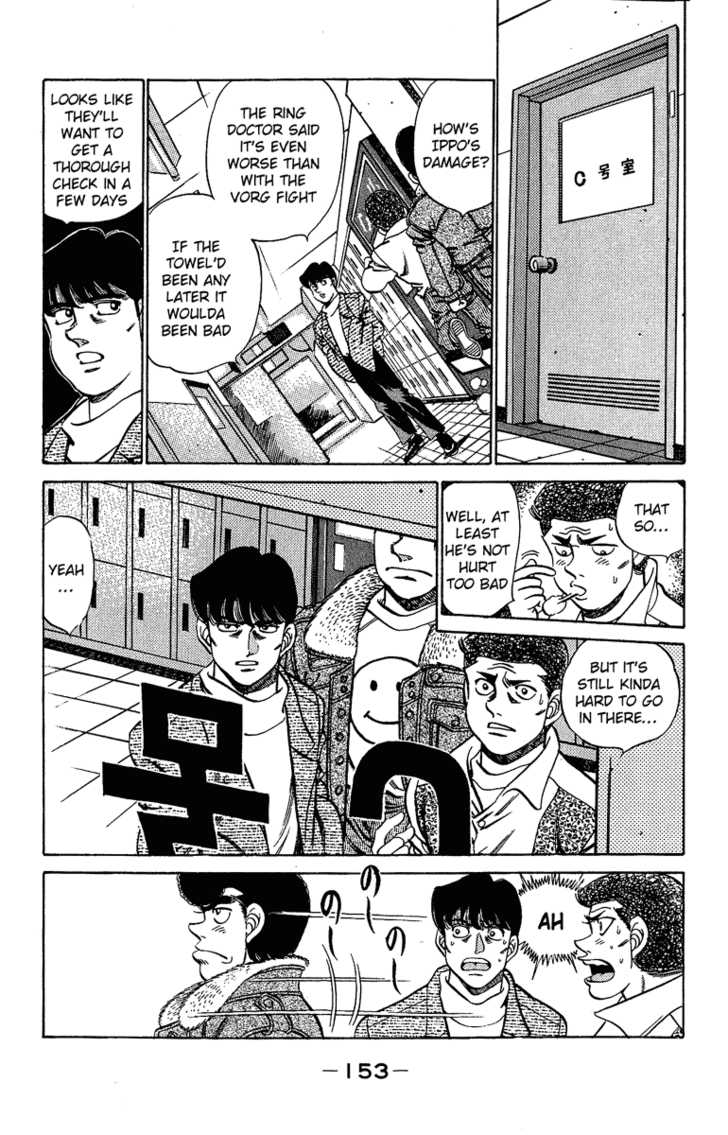 C 号室
HOW'S
IPPO'S
DAMAGE?
THE RING
DOCTOR SAID
IT'S EVEN
WORSE THAN
WITH THE
VORG FIGHT
IF THE
TOWEL'D
BEEN ANY
LATER IT
WOULDA
BEEN BAD
LOOKS LIKE
THEY'LL
WANT TO
GET A
THOROUGH
CHECK IN A
FEW DAYS
THAT
SO...
WELL, AT
LEAST
HE'S NOT
HURT
TOO BAD
BUT IT'S
STILL KINDA
HARD TO GO
IN THERE...
YEAH
...
C号
AH
の〜
の〜
の〜
—153—